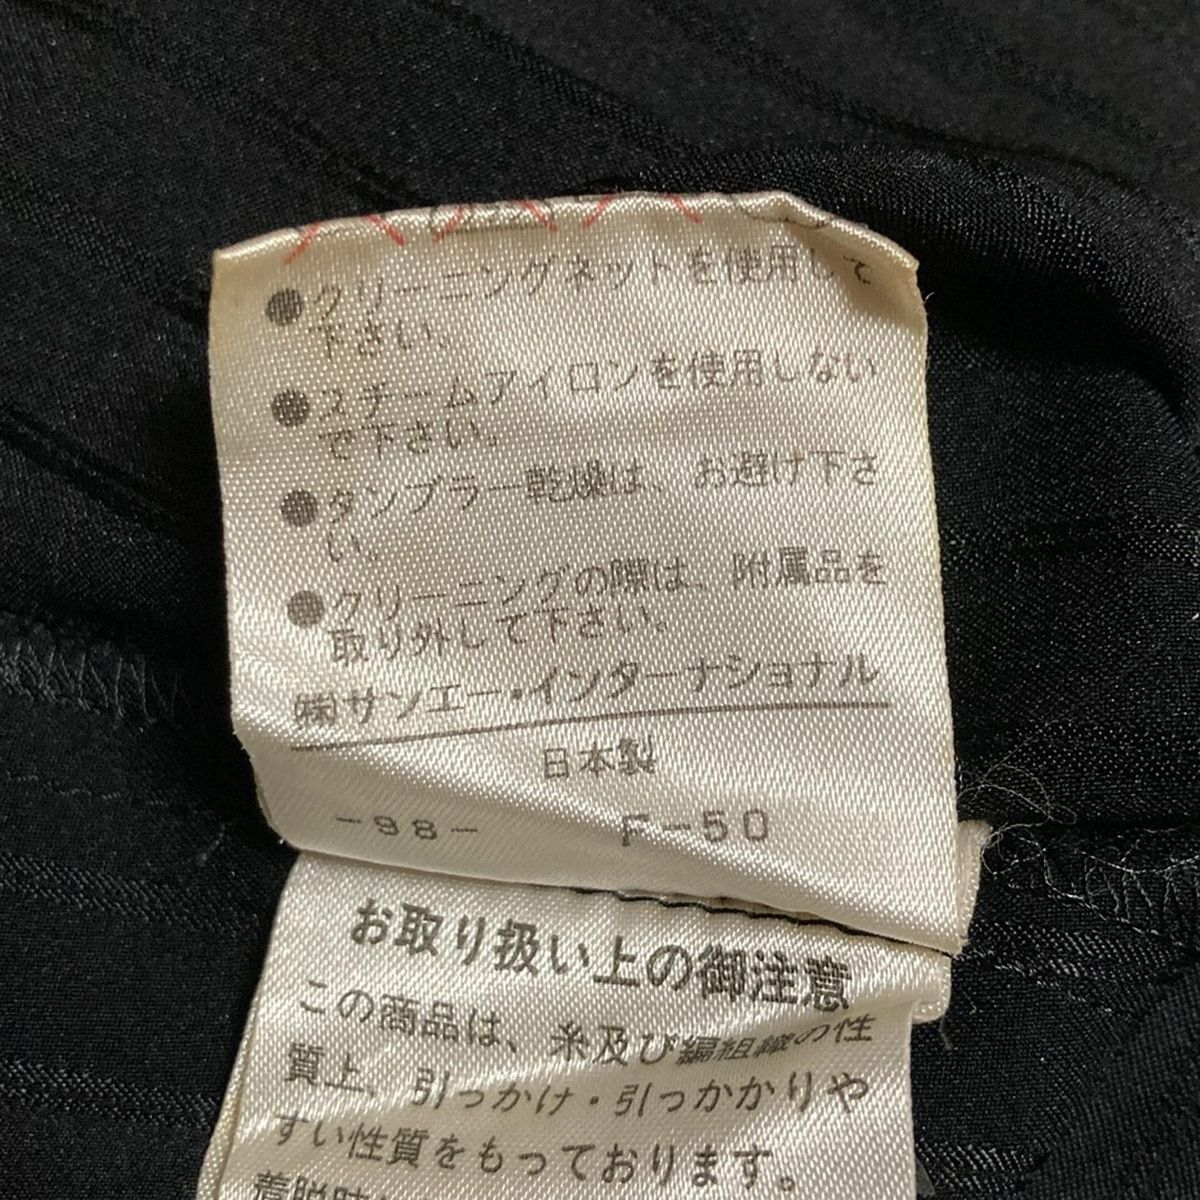 ●クリーニングネットを使用して
下さい。
●スチームアイロンを使用しない
で下さい。
●タンブラー乾燥は、お避け下さ
い。
●クリーニングの際は、附属品を
取り外して下さい。
㈱サンエー・インターナショナル
日本製
-98- F-50
お取り扱い上の御注意
この商品は、糸及び編組織の性
質上、引っかけ・引っかかりや
すい性質をもっております。
着脱時